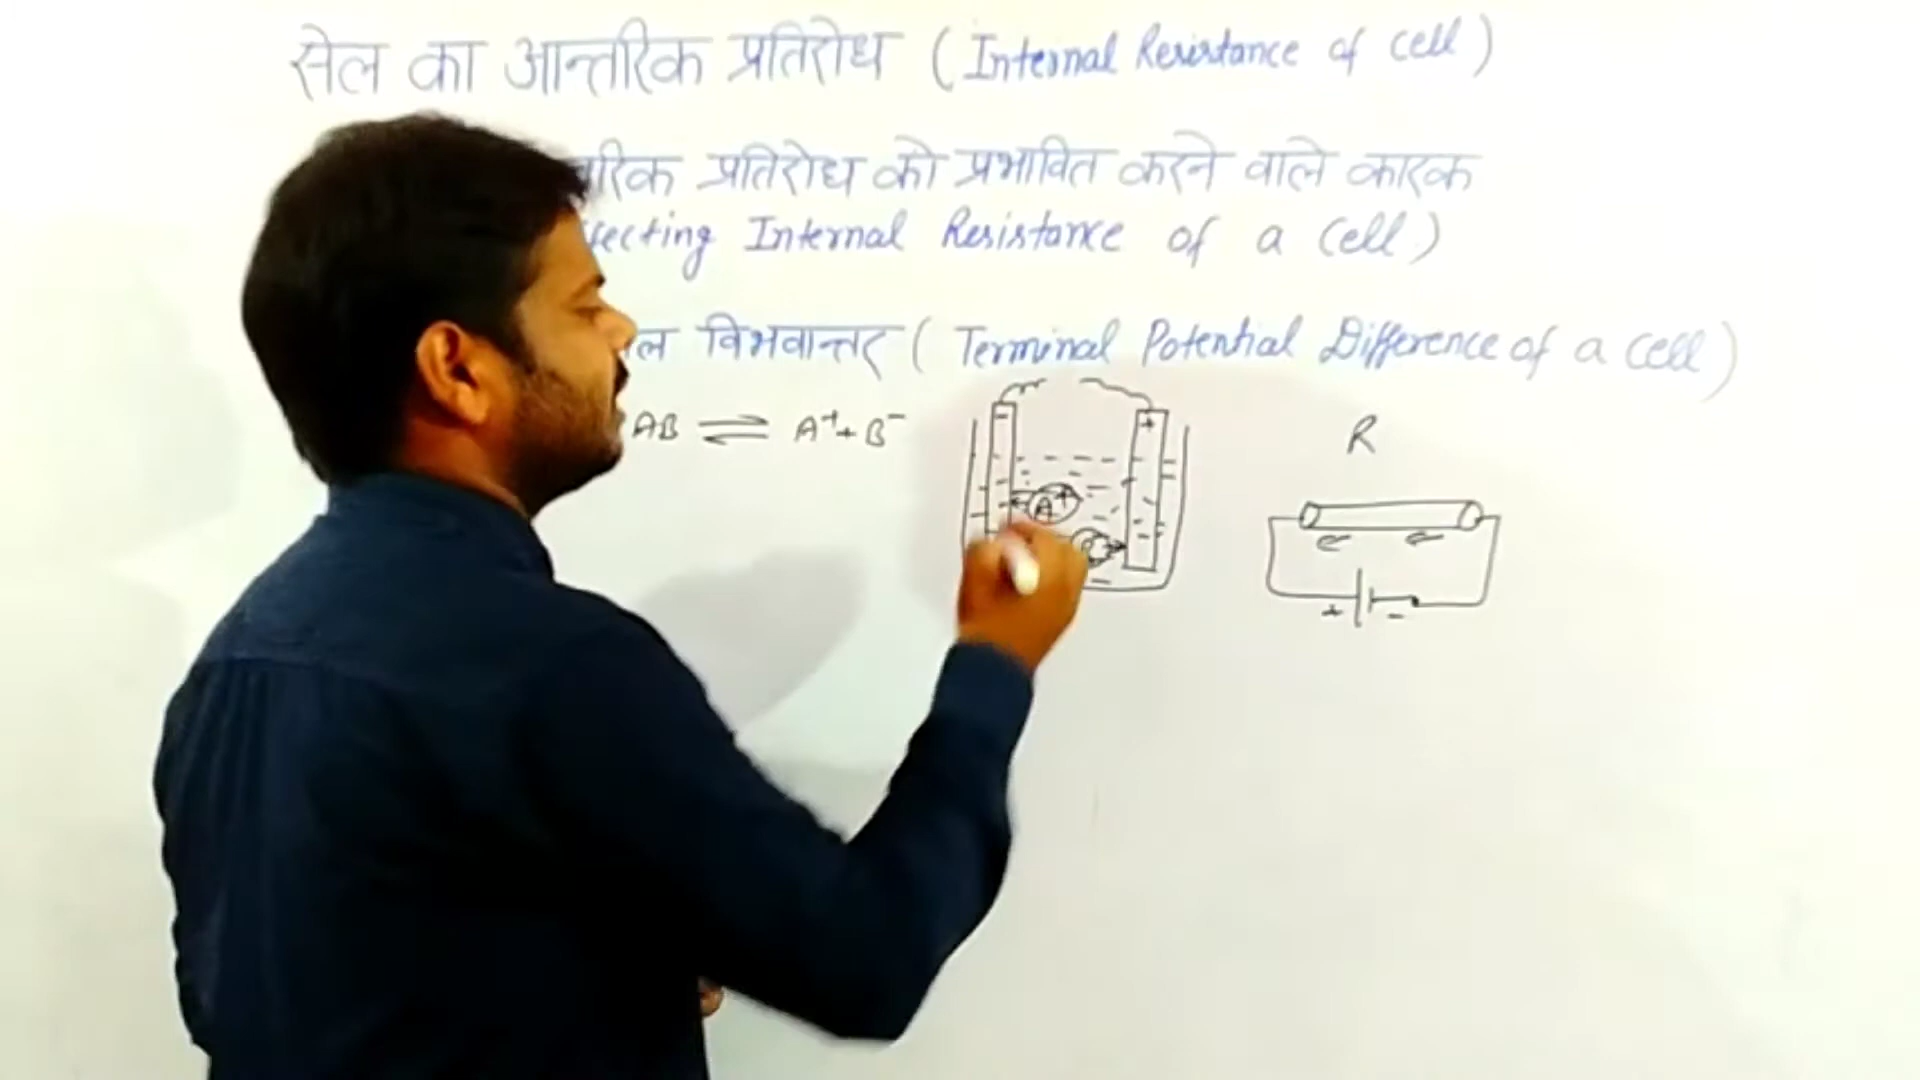 सेल का आन्तरिक प्रतिरोध (Internal Resistance of cell)
प्रतिरोध को प्रभावित करने वाले कारक
Internal Resistance of a Cell)
विभवान्तर (Terminal Potential Difference of a Cell)
AB ⇌ A⁺ + B⁻
- +
A⁺
R
+ -